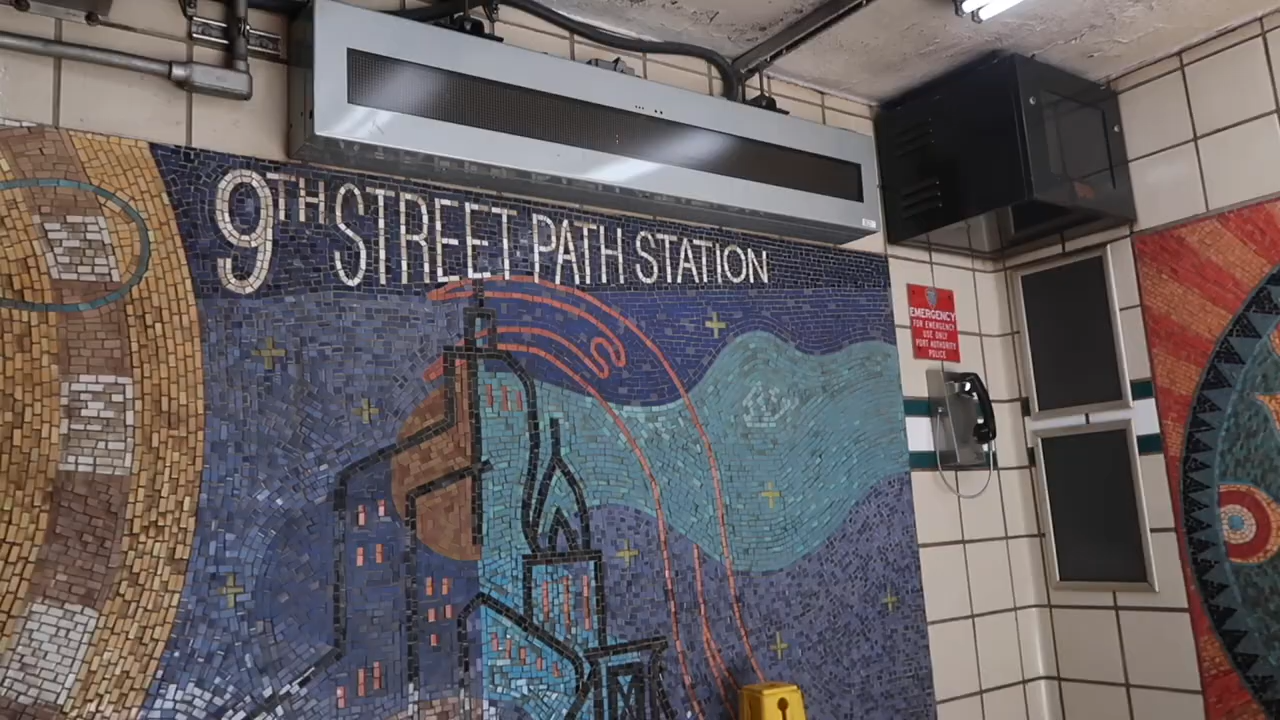 9TH STREET PATH STATION
EMERGENCY
FOR EMERGENCY
USE ONLY
PORT AUTHORITY
POLICE